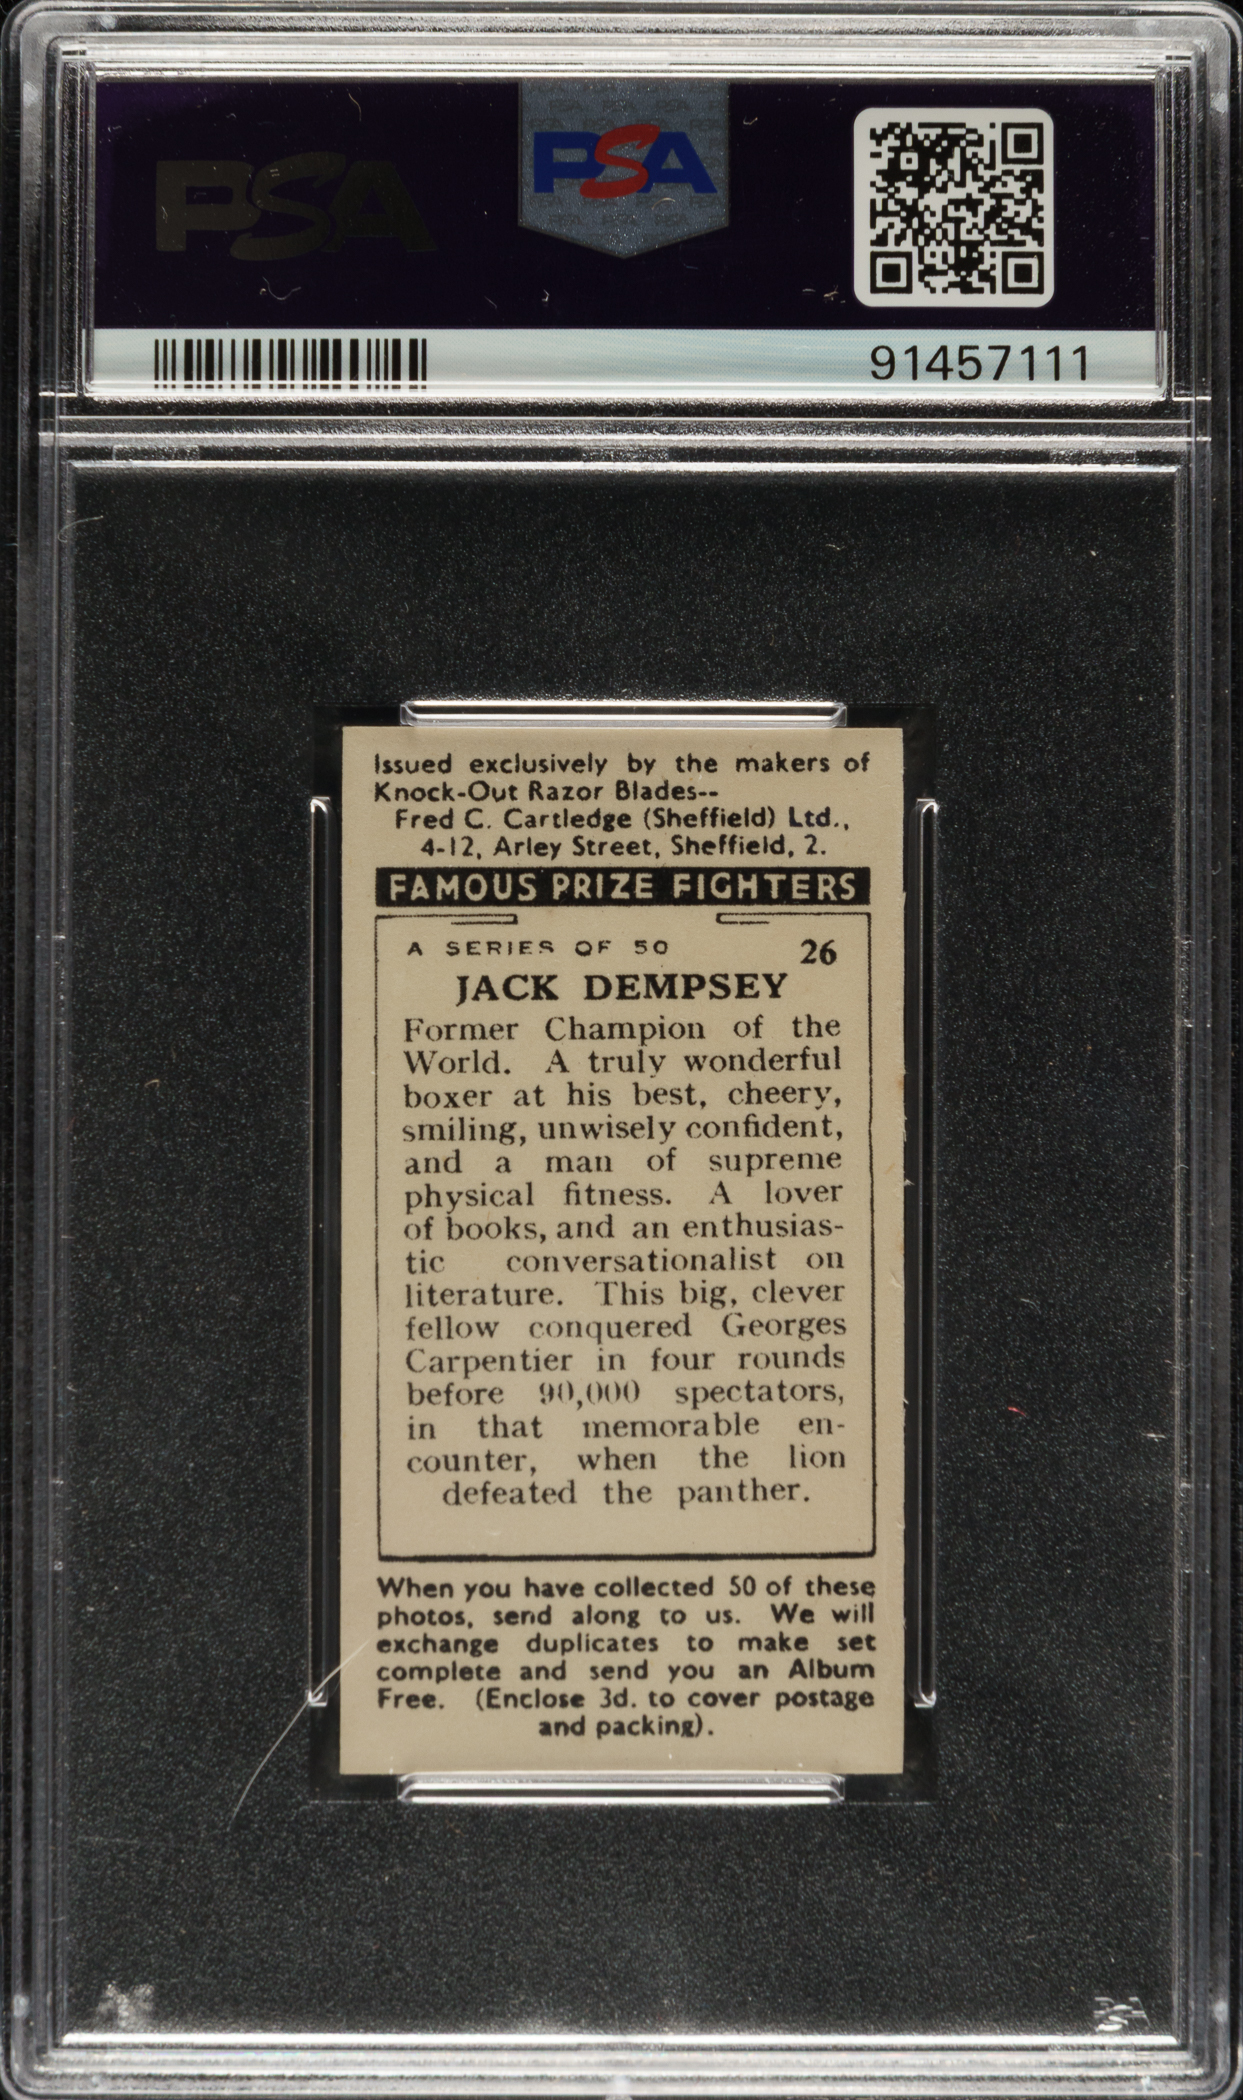 PSA
PSA
91457111
Issued exclusively by the makers of
Knock-Out Razor Blades--
Fred C. Cartledge (Sheffield) Ltd.,
4-12, Arley Street, Sheffield, 2.
FAMOUS PRIZE FIGHTERS
A SERIES OF 50 26
JACK DEMPSEY
Former Champion of the
World. A truly wonderful
boxer at his best, cheery,
smiling, unwisely confident,
and a man of supreme
physical fitness. A lover
of books, and an enthusias-
tic conversationalist on
literature. This big, clever
fellow conquered Georges
Carpentier in four rounds
before 90,000 spectators,
in that memorable en-
counter, when the lion
defeated the panther.
When you have collected 50 of these
photos, send along to us. We will
exchange duplicates to make set
complete and send you an Album
Free. (Enclose 3d. to cover postage
and packing).
PSA